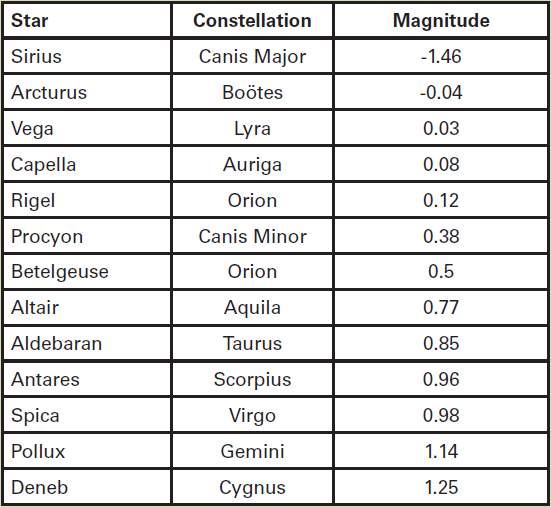 Star Constellation Magnitude
Sirius Canis Major -1.46
Arcturus Boötes -0.04
Vega Lyra 0.03
Capella Auriga 0.08
Rigel Orion 0.12
Procyon Canis Minor 0.38
Betelgeuse Orion 0.5
Altair Aquila 0.77
Aldebaran Taurus 0.85
Antares Scorpius 0.96
Spica Virgo 0.98
Pollux Gemini 1.14
Deneb Cygnus 1.25